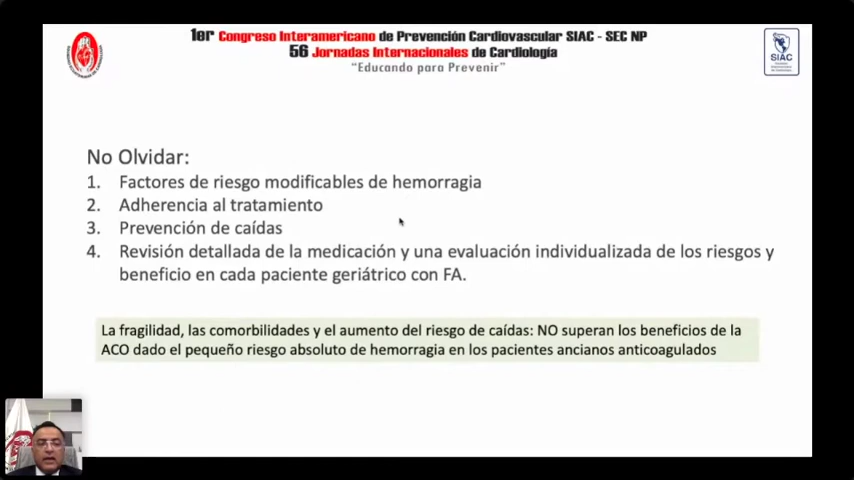 1er Congreso Interamericano de Prevención Cardiovascular SIAC - SEC NP
56 Jornadas Internacionales de Cardiología
“Educando para Prevenir”
SIAC
No Olvidar:
1. Factores de riesgo modificables de hemorragia
2. Adherencia al tratamiento
3. Prevención de caídas
4. Revisión detallada de la medicación y una evaluación individualizada de los riesgos y
beneficio en cada paciente geriátrico con FA.
La fragilidad, las comorbilidades y el aumento del riesgo de caídas: NO superan los beneficios de la
ACO dado el pequeño riesgo absoluto de hemorragia en los pacientes ancianos anticoagulados